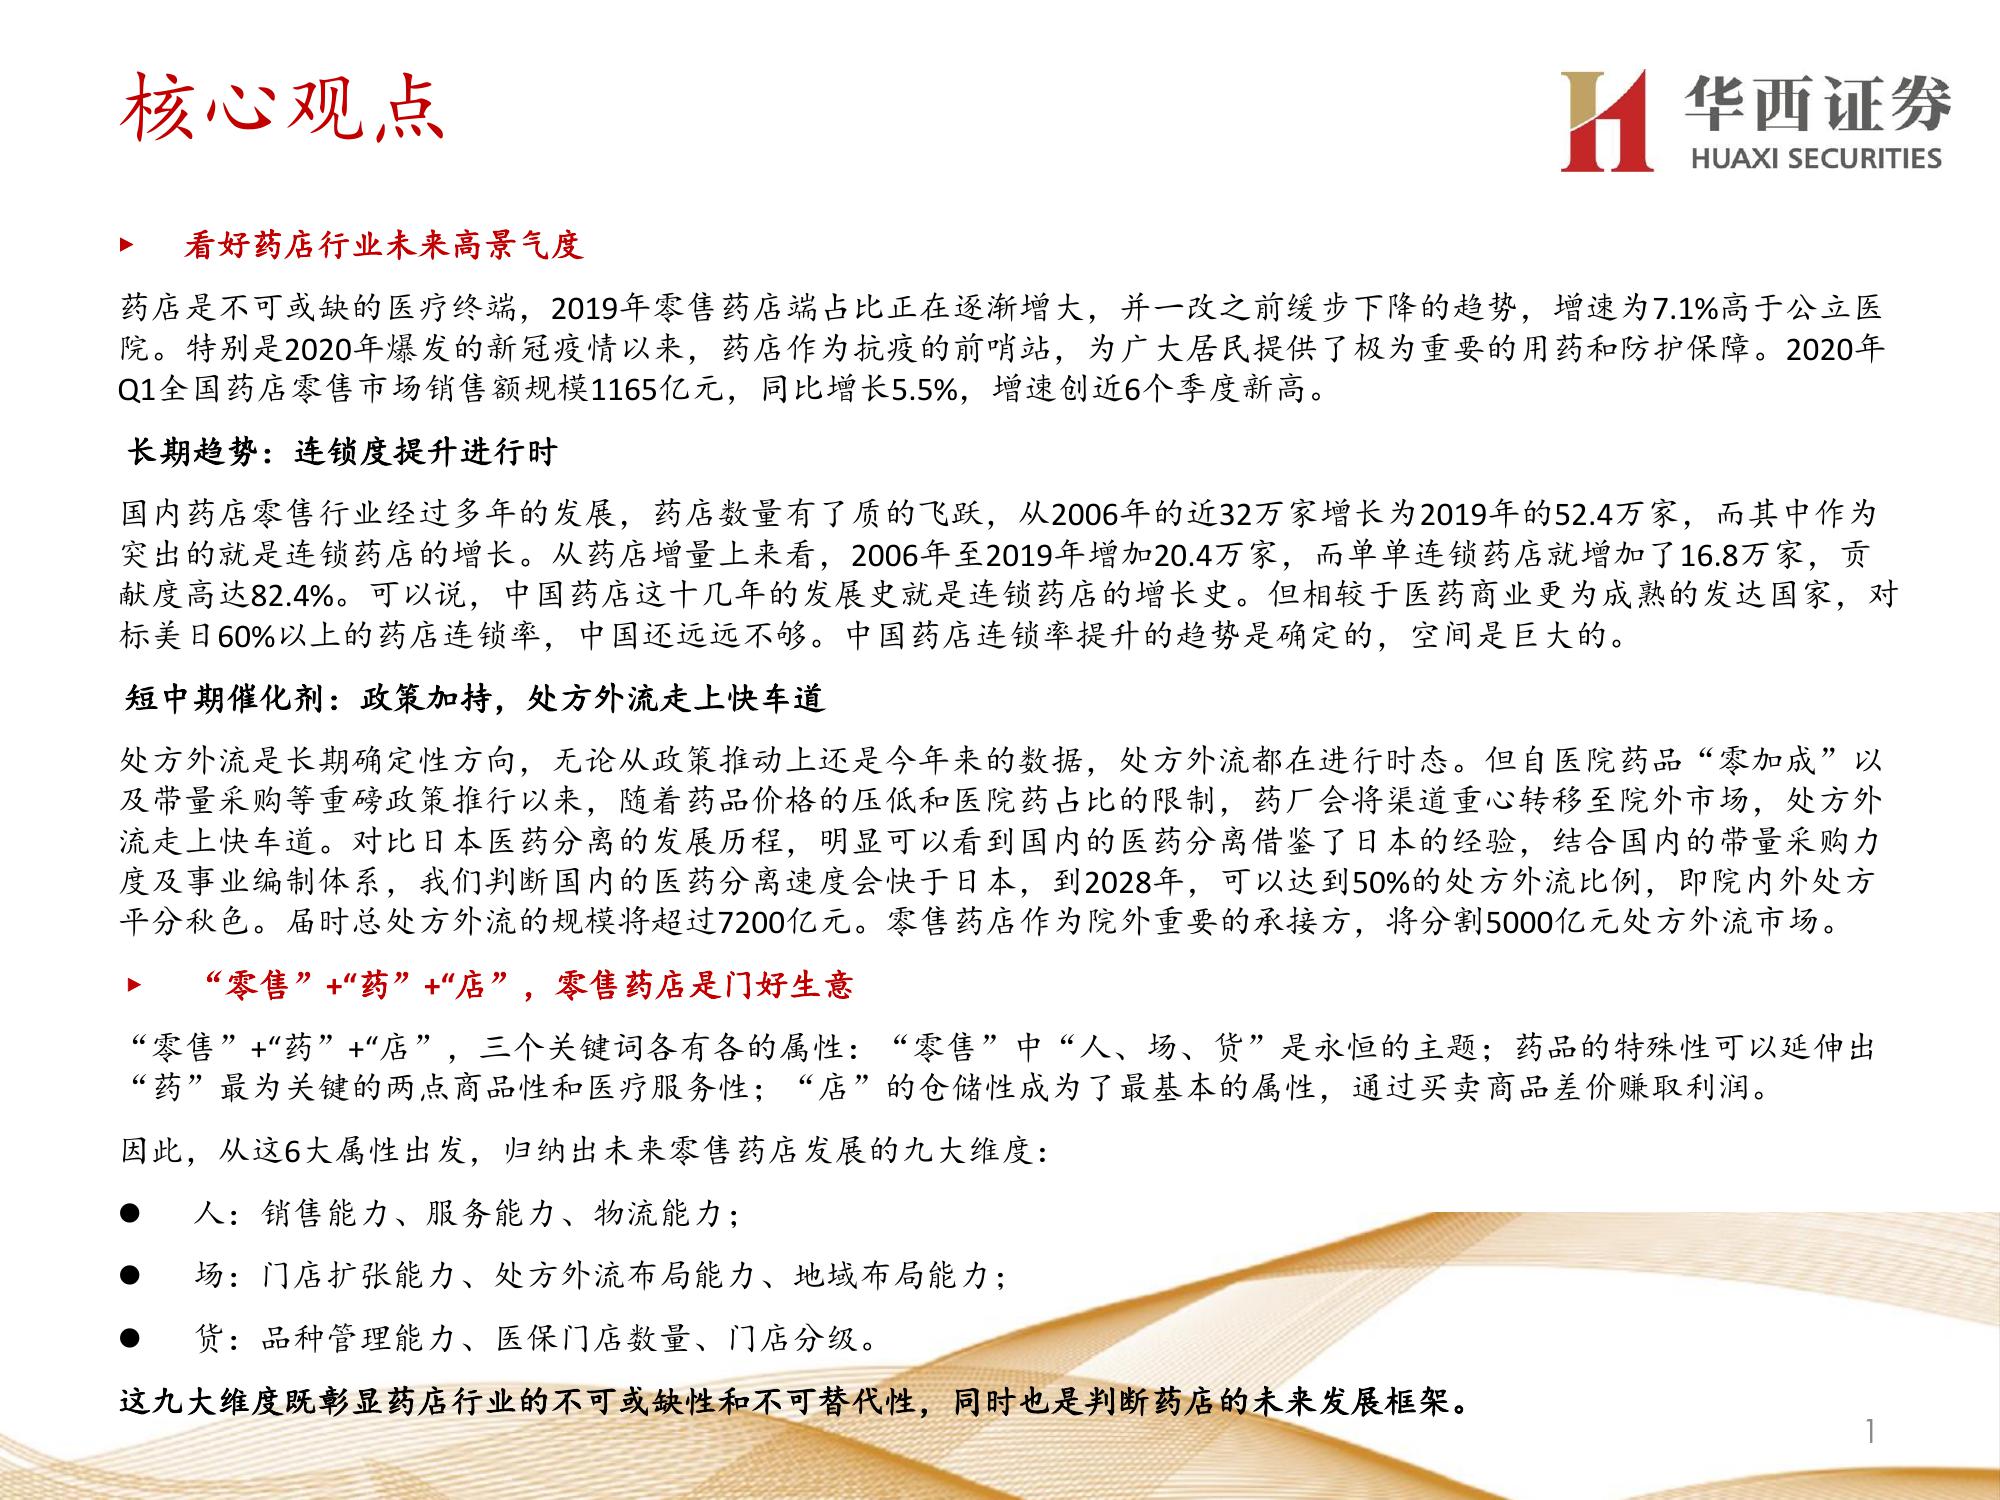 核心观点
华西证券
HUAXI SECURITIES
看好药店行业未来高景气度
药店是不可或缺的医疗终端，2019年零售药店端占比正在逐渐增大，并一改之前缓步下降的趋势，增速为7.1%高于公立医
院。特别是2020年爆发的新冠疫情以来，药店作为抗疫的前哨站，为广大居民提供了极为重要的用药和防护保障。2020年
Q1全国药店零售市场销售额规模1165亿元，同比增长5.5%，增速创近6个季度新高。
长期趋势：连锁度提升进行时
国内药店零售行业经过多年的发展，药店数量有了质的飞跃，从2006年的近32万家增长为2019年的52.4万家，而其中作为
突出的就是连锁药店的增长。从药店增量上来看，2006年至2019年增加20.4万家，而单单连锁药店就增加了16.8万家，贡
献度高达82.4%。可以说，中国药店这十几年的发展史就是连锁药店的增长史。但相较于医药商业更为成熟的发达国家，对
标美日60%以上的药店连锁率，中国还远远不够。中国药店连锁率提升的趋势是确定的，空间是巨大的。
短中期催化剂：政策加持，处方外流走上快车道
处方外流是长期确定性方向，无论从政策推动上还是今年来的数据，处方外流都在进行时态。但自医院药品“零加成”以
及带量采购等重磅政策推行以来，随着药品价格的压低和医院药占比的限制，药厂会将渠道重心转移至院外市场，处方外
流走上快车道。对比日本医药分离的发展历程，明显可以看到国内的医药分离借鉴了日本的经验，结合国内的带量采购力
度及事业编制体系，我们判断国内的医药分离速度会快于日本，到2028年，可以达到50%的处方外流比例，即院内外处方
平分秋色。届时总处方外流的规模将超过7200亿元。零售药店作为院外重要的承接方，将分割5000亿元处方外流市场。
“零售”+“药”+“店”，零售药店是门好生意
“零售”+“药”+“店”，三个关键词各有各的属性：“零售”中“人、场、货”是永恒的主题；药品的特殊性可以延伸出
“药”最为关键的两点商品性和医疗服务性；“店”的仓储性成为了最基本的属性，通过买卖商品差价赚取利润。
因此，从这6大属性出发，归纳出未来零售药店发展的九大维度：
● 人：销售能力、服务能力、物流能力；
● 场：门店扩张能力、处方外流布局能力、地域布局能力；
● 货：品种管理能力、医保门店数量、门店分级。
这九大维度既彰显药店行业的不可或缺性和不可替代性，同时也是判断药店的未来发展框架。
1